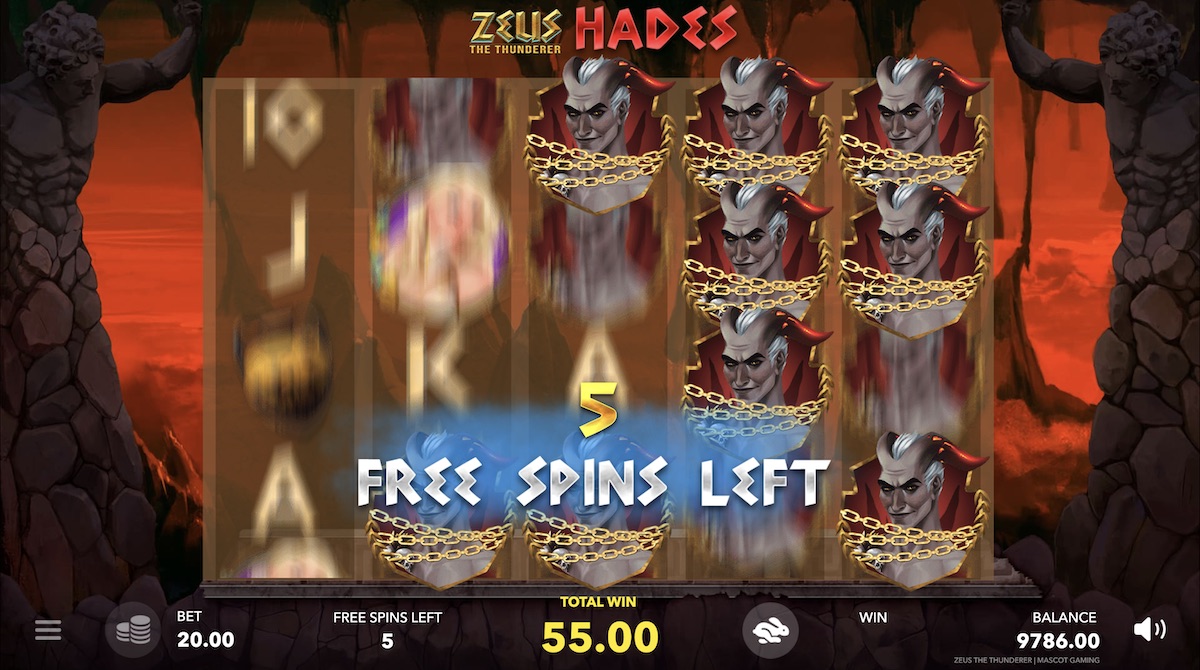 ZEUS
THE THUNDERER
HADES
10
J
K
A
A
5
FREE SPINS LEFT
BET
20.00
FREE SPINS LEFT
5
TOTAL WIN
55.00
WIN
BALANCE
9786.00
ZEUS THE THUNDERER | MASCOT GAMING